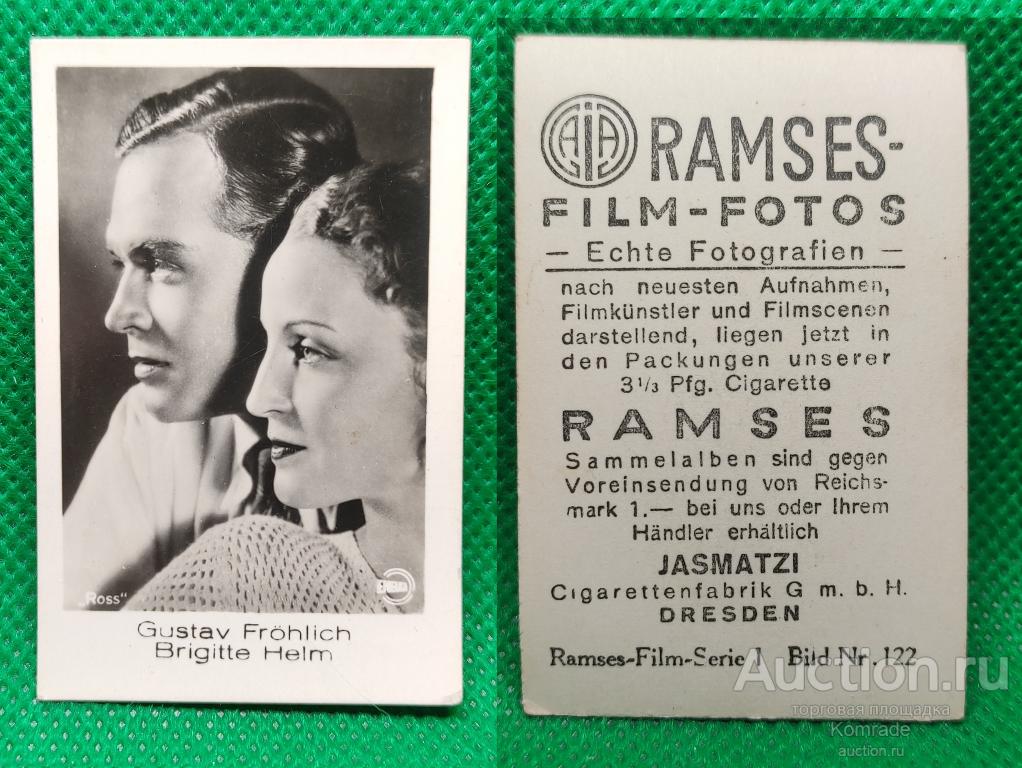 „Ross"
Gustav Fröhlich
Brigitte Helm
RAMSES-
FILM-FOTOS
— Echte Fotografien —
nach neuesten Aufnahmen,
Filmkünstler und Filmscenen
darstellend, liegen jetzt in
den Packungen unserer
3 1/3 Pfg. Cigarette
RAMSES
Sammelalben sind gegen
Voreinsendung von Reichs-
mark 1.— bei uns oder Ihrem
Händler erhältlich
JASMATZI
Cigarettenfabrik G m. b. H.
DRESDEN
Ramses-Film-Serie I Bild Nr. 122
Auction.ru
торговая площадка
Komrade
auction.ru